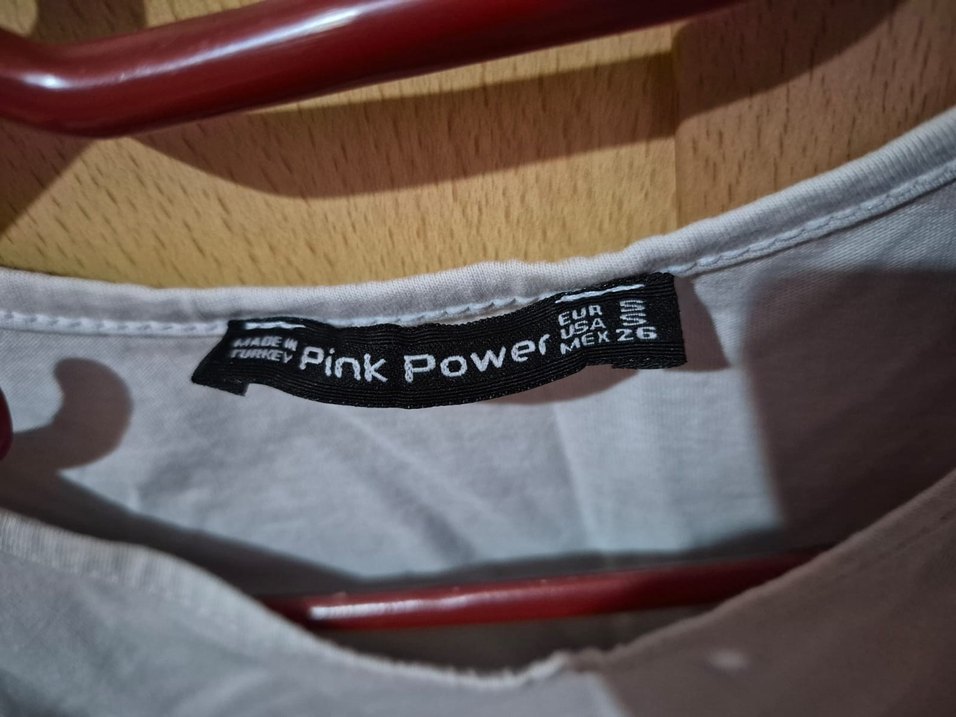 MADE IN
TURKEY
Pink Power
EUR S
USA S
MEX 26